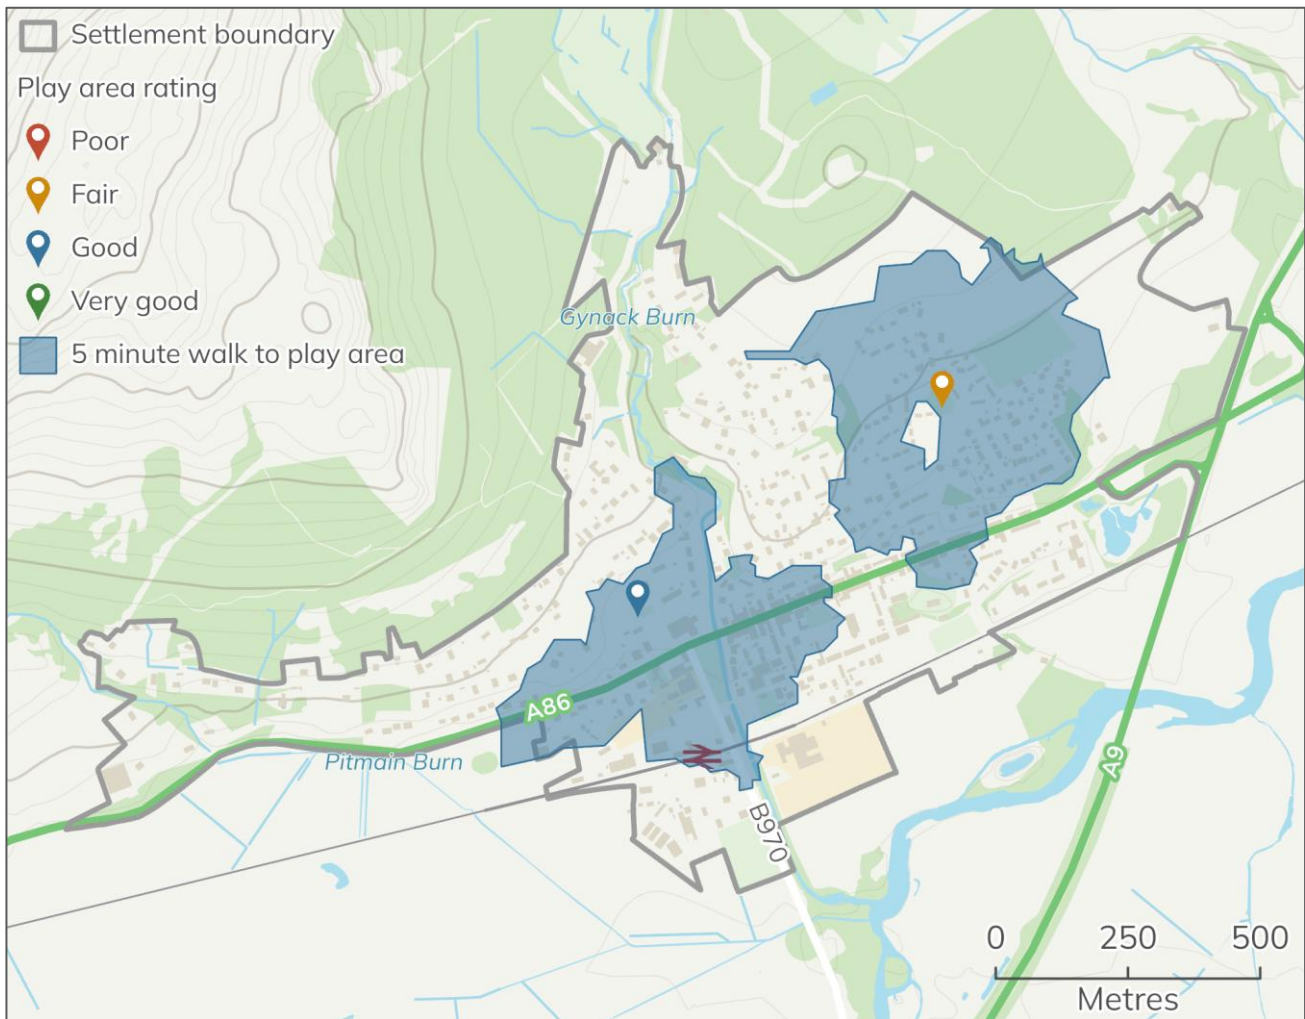 Settlement boundary
Play area rating
Poor
Fair
Good
Very good
5 minute walk to play area
Gynack Burn
A86
Pitmain Burn
A9
B970
0 250 500
Metres